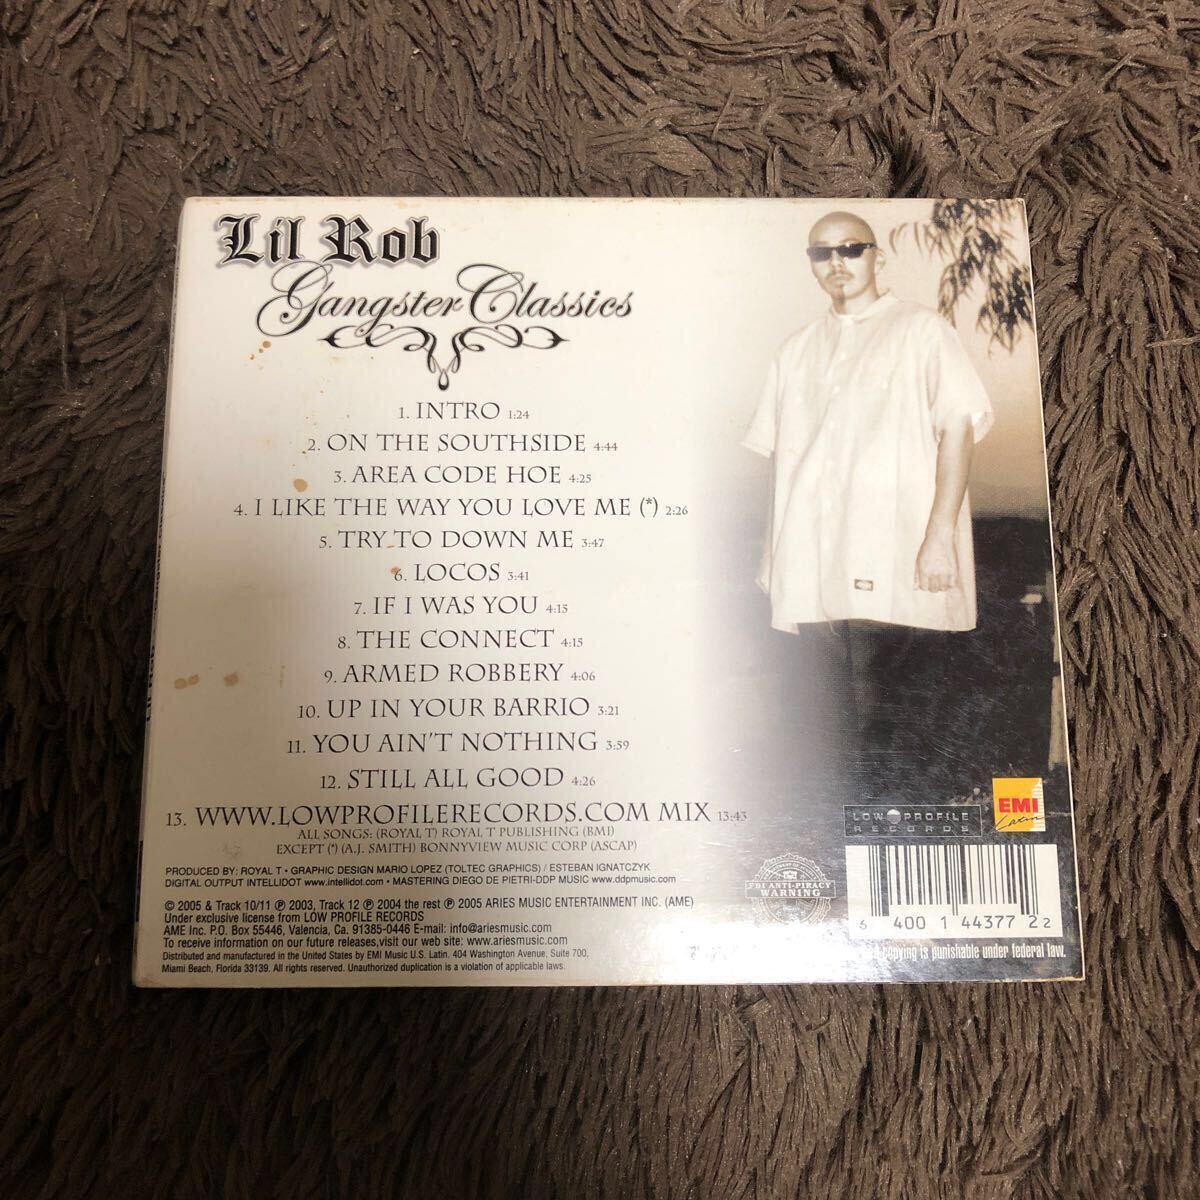 Lil Rob
Gangster Classics
1. INTRO 1:24
2. ON THE SOUTHSIDE 4:44
3. AREA CODE HOE 4:25
4. I LIKE THE WAY YOU LOVE ME (*) 2:26
5. TRY TO DOWN ME 3:47
6. LOCOS 3:41
7. IF I WAS YOU 4:15
8. THE CONNECT 4:15
9. ARMED ROBBERY 4:06
10. UP IN YOUR BARRIO 3:21
11. YOU AIN'T NOTHING 3:59
12. STILL ALL GOOD 4:26
13. WWW.LOWPROFILERECORDS.COM MIX 13:43
ALL SONGS: (ROYAL T) ROYAL T PUBLISHING (BMI)
EXCEPT (*) (A.J. SMITH) BONNYVIEW MUSIC CORP (ASCAP)
PRODUCED BY: ROYAL T • GRAPHIC DESIGN MARIO LOPEZ (TOLTEC GRAPHICS) / ESTEBAN IGNATCZYK
DIGITAL OUTPUT INTELLIDOT www.intellidot.com • MASTERING DIEGO DE PIETRI-DDP MUSIC www.ddpmusic.com
© 2005 & Track 10/11 ℗ 2003, Track 12 ℗ 2004 the rest ℗ 2005 ARIES MUSIC ENTERTAINMENT INC. (AME)
Under exclusive license from LOW PROFILE RECORDS
AME Inc. P.O. Box 55446, Valencia, Ca. 91385-0446 E-mail: info@ariesmusic.com
To receive information on our future releases,visit our web site: www.ariesmusic.com
Distributed and manufactured in the United States by EMI Music U.S. Latin. 404 Washington Avenue, Suite 700,
Miami Beach, Florida 33139. All rights reserved. Unauthorized duplication is a violation of applicable laws.
LOW PROFILE
RECORDS
EMI
Latin
FBI ANTI-PIRACY
WARNING
6 400 1 44377 2 2
copying is punishable under federal law.